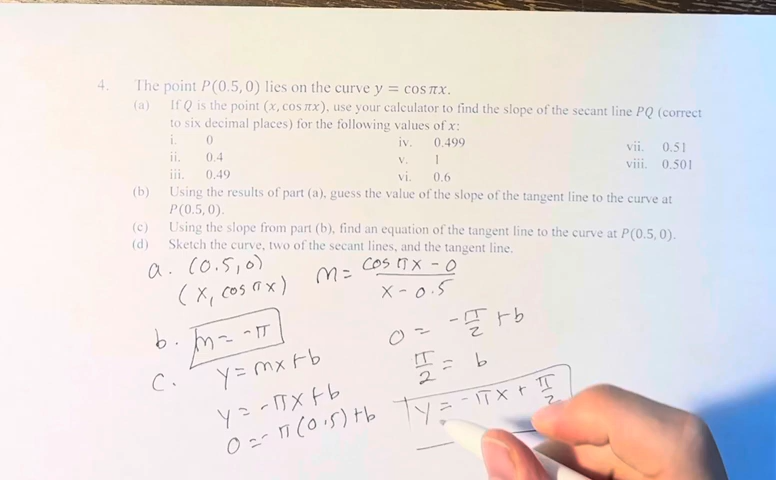 4. The point P(0.5, 0) lies on the curve y = cos πx.
(a) If Q is the point (x, cos πx), use your calculator to find the slope of the secant line PQ (correct
to six decimal places) for the following values of x:
i. 0 iv. 0.499 vii. 0.51
ii. 0.4 v. 1 viii. 0.501
iii. 0.49 vi. 0.6
(b) Using the results of part (a), guess the value of the slope of the tangent line to the curve at
P(0.5, 0).
(c) Using the slope from part (b), find an equation of the tangent line to the curve at P(0.5, 0).
(d) Sketch the curve, two of the secant lines, and the tangent line.
a. (0.5, 0)
(x, cos πx)
m = (cos πx - 0)/(x - 0.5)
b. m = -π
c. y = mx + b
y = -πx + b
0 = -π(0.5) + b
0 = -π/2 + b
π/2 = b
y = -πx + π/2